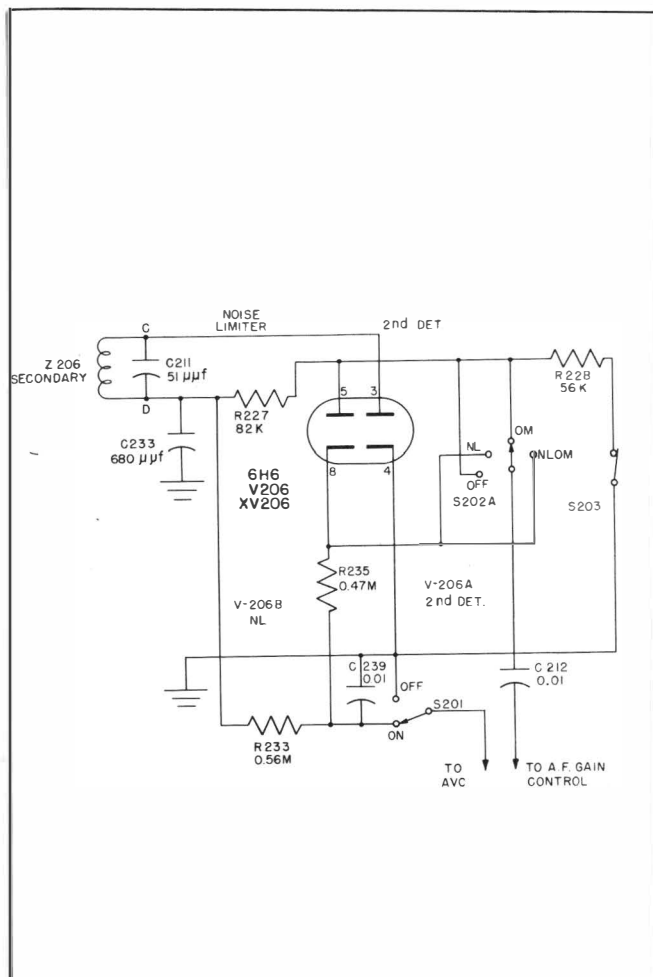 NOISE
LIMITER
2nd DET
C
Z 206
SECONDARY
C211
51 µµf
D
R227
82K
C233
680 µµf
5 3
8 4
6H6
V206
XV206
R228
56K
OM
NL
NLOM
OFF
S202A
S203
R235
0.47M
V-206B
NL
V-206A
2nd DET.
C 239
0.01
OFF
S201
ON
C 212
0.01
R233
0.56M
TO
AVC
TO A.F. GAIN
CONTROL